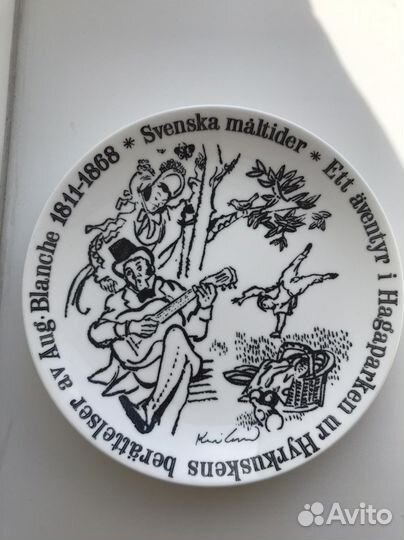 * Svenska måltider * Ett äventyr i Hagaparken ur Hyrkuskens berättelser av Aug. Blanche 1811-1868
Avito